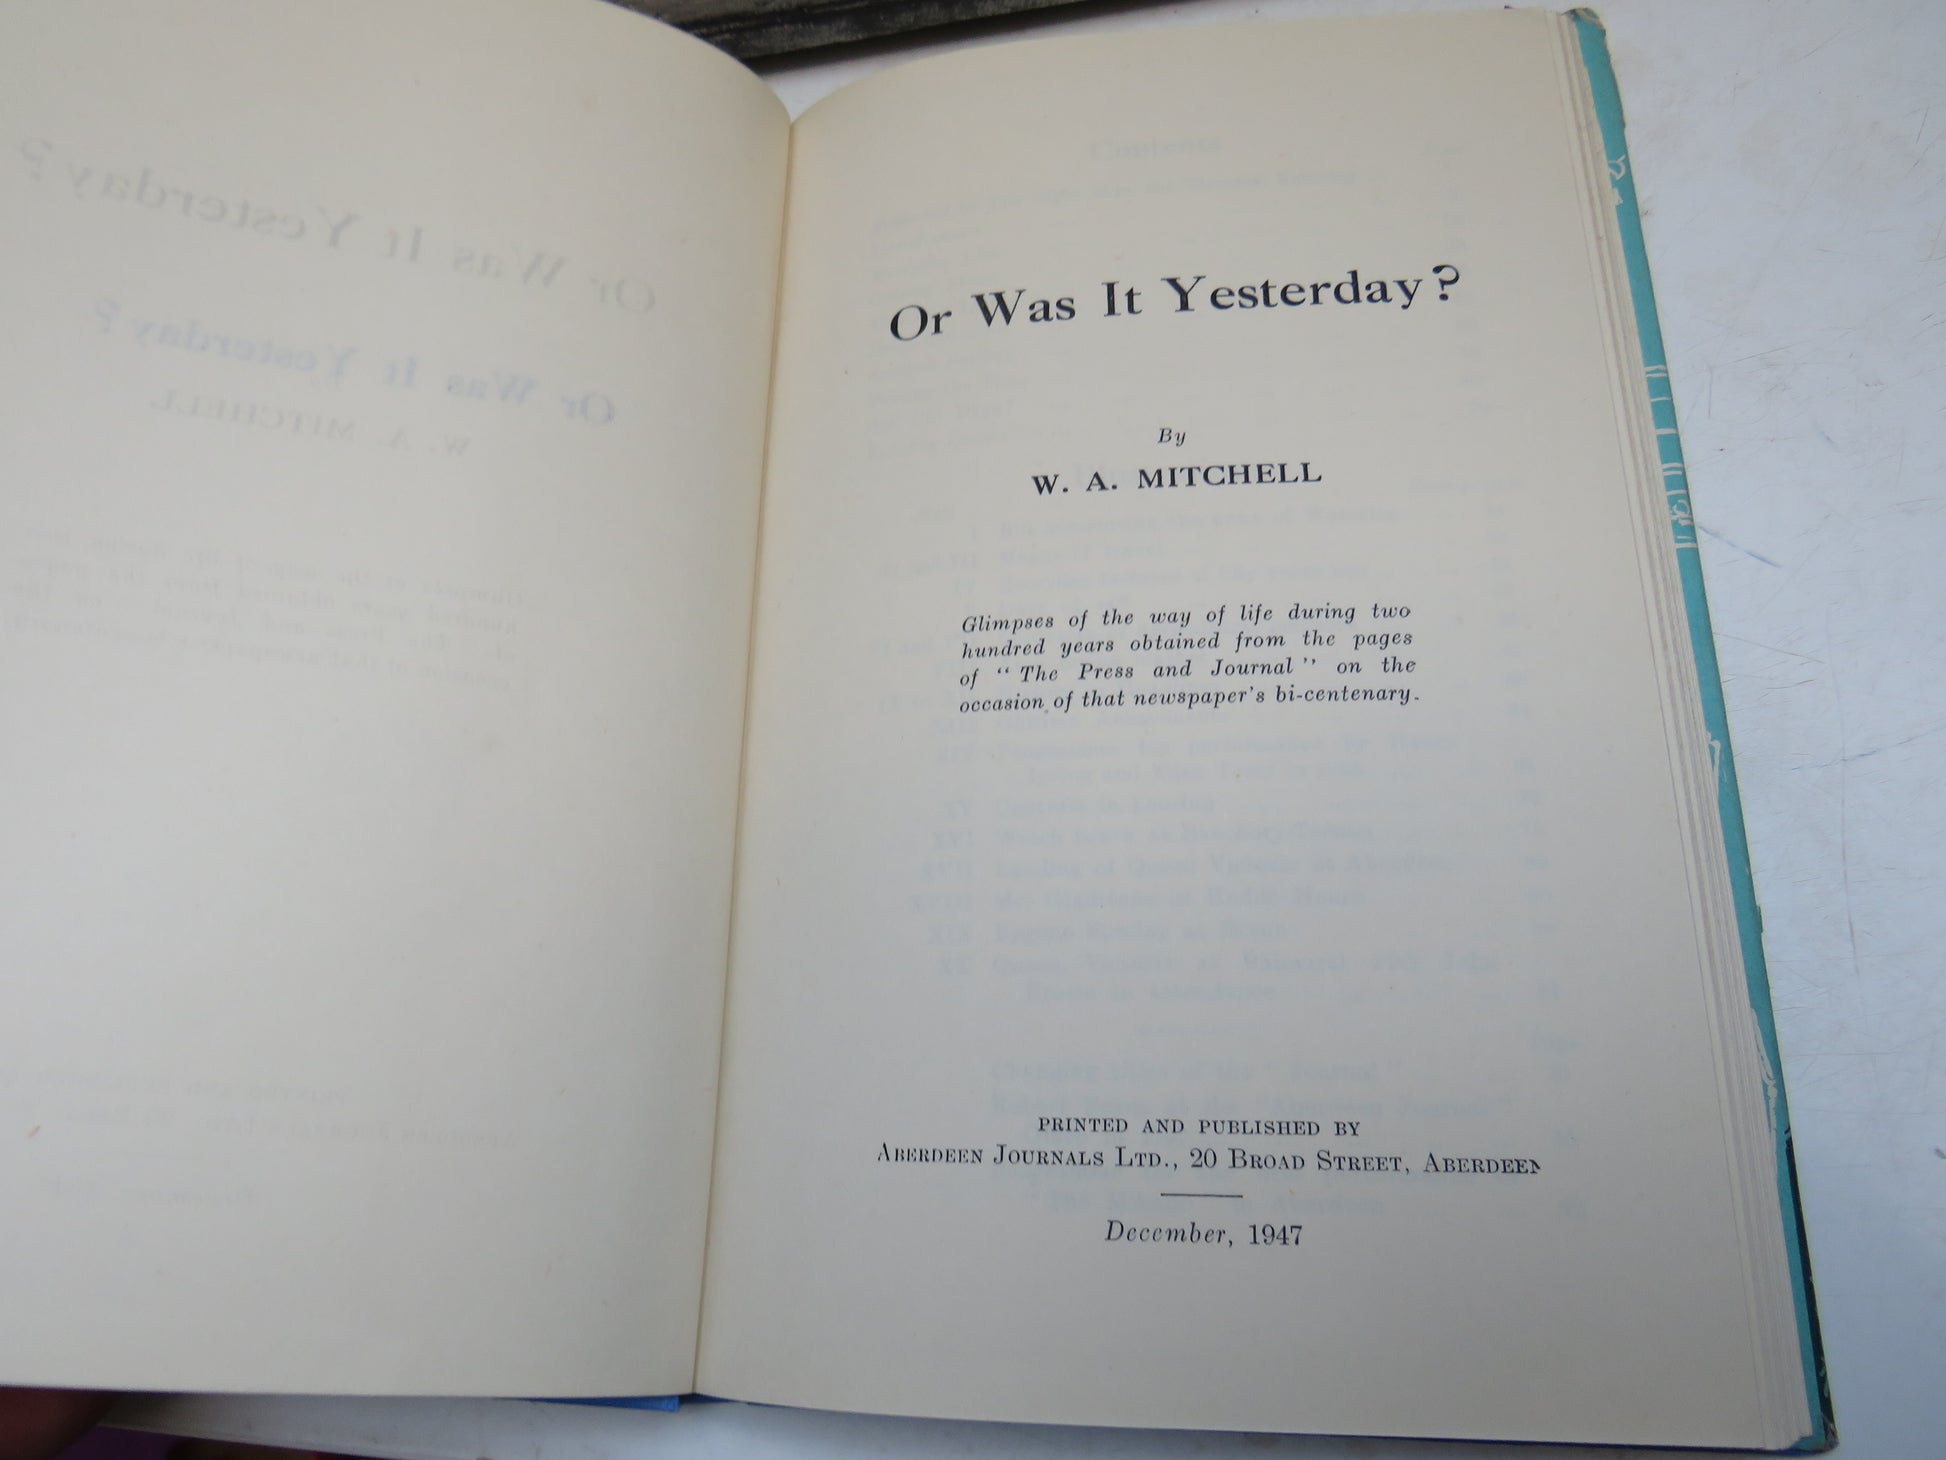 Or Was It Yesterday?
By
W. A. MITCHELL
Glimpses of the way of life during two
hundred years obtained from the pages
of “The Press and Journal” on the
occasion of that newspaper's bi-centenary.
PRINTED AND PUBLISHED BY
ABERDEEN JOURNALS LTD., 20 BROAD STREET, ABERDEEN
December, 1947